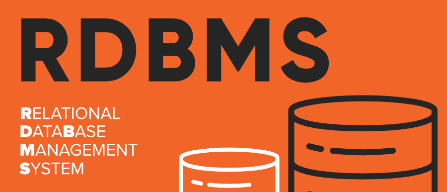 RDBMS
RELATIONAL
DATABASE
MANAGEMENT
SYSTEM